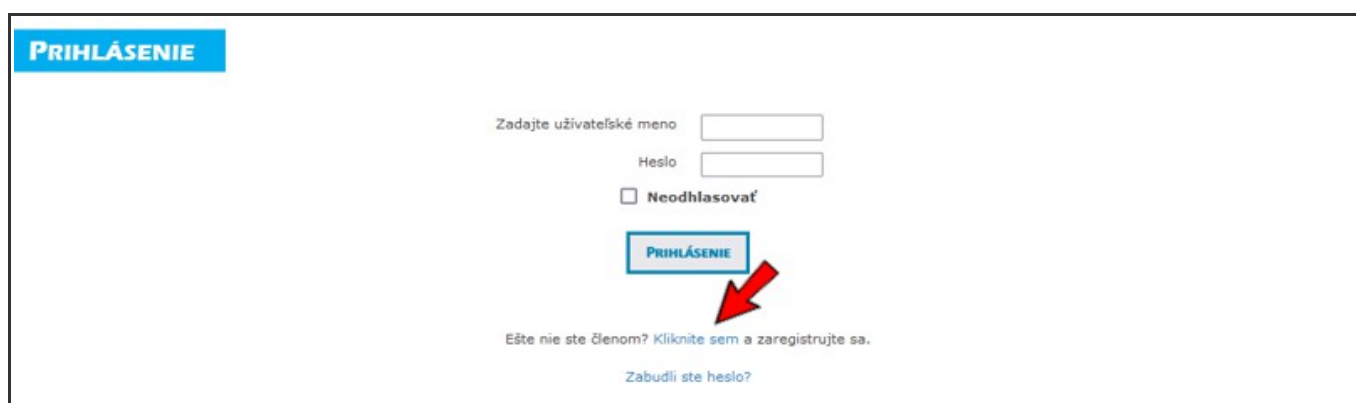 PRIHLÁSENIE
Zadajte užívateľské meno
Heslo
Neodhlasovať
PRIHLÁSENIE
Ešte nie ste členom? Kliknite sem a zaregistrujte sa.
Zabudli ste heslo?